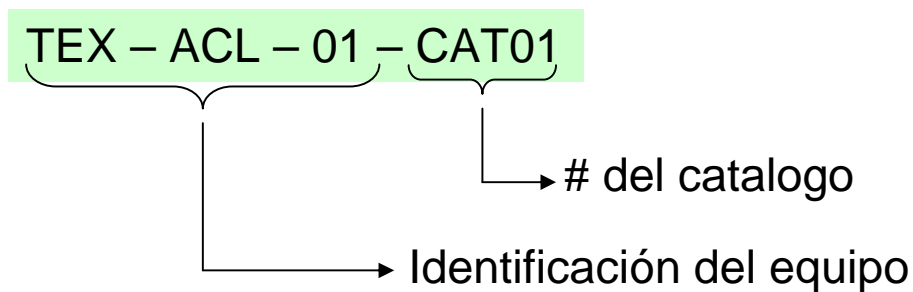 TEX – ACL – 01 – CAT01
# del catalogo
Identificación del equipo